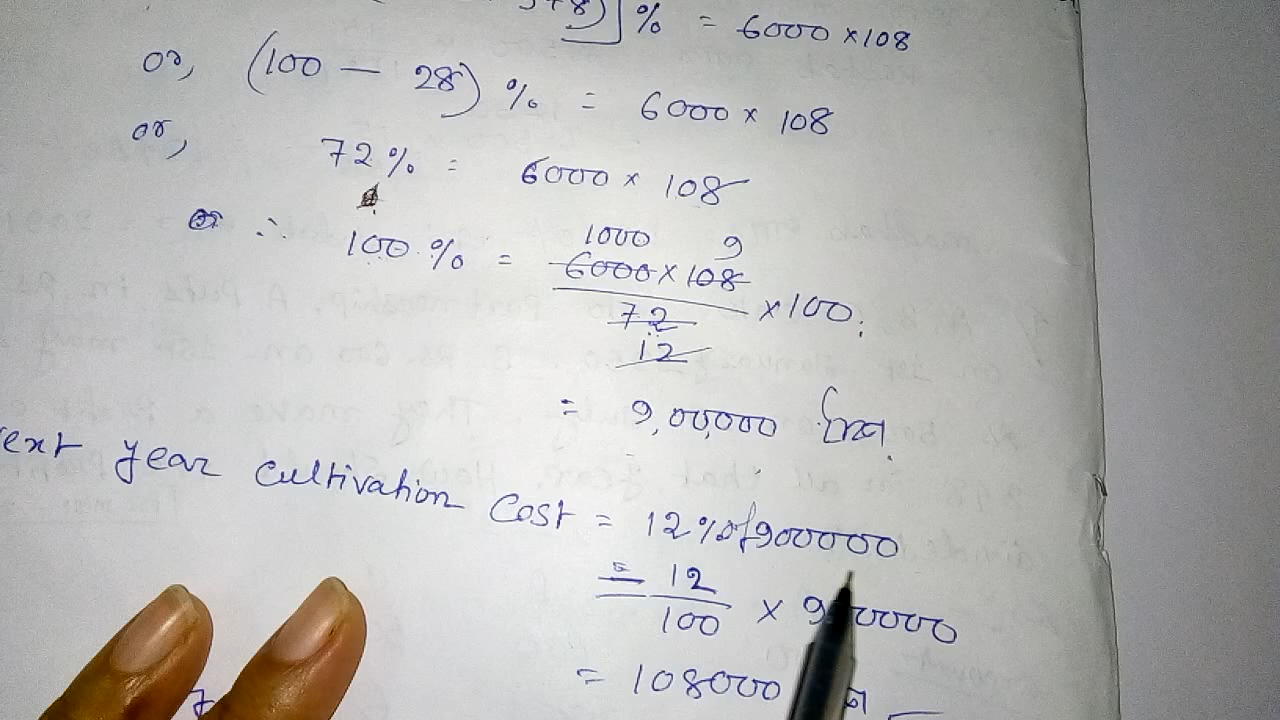 +8)]% = 6000 × 108
or, (100 — 28) % = 6000 × 108
or, 72% = 6000 × 108
∴ 100% = 6000 × 108 / 72 × 100
1000 9
12
= 9,00,000
ext year cultivation cost = 12% of 900000
= 12/100 × 900000
= 108000